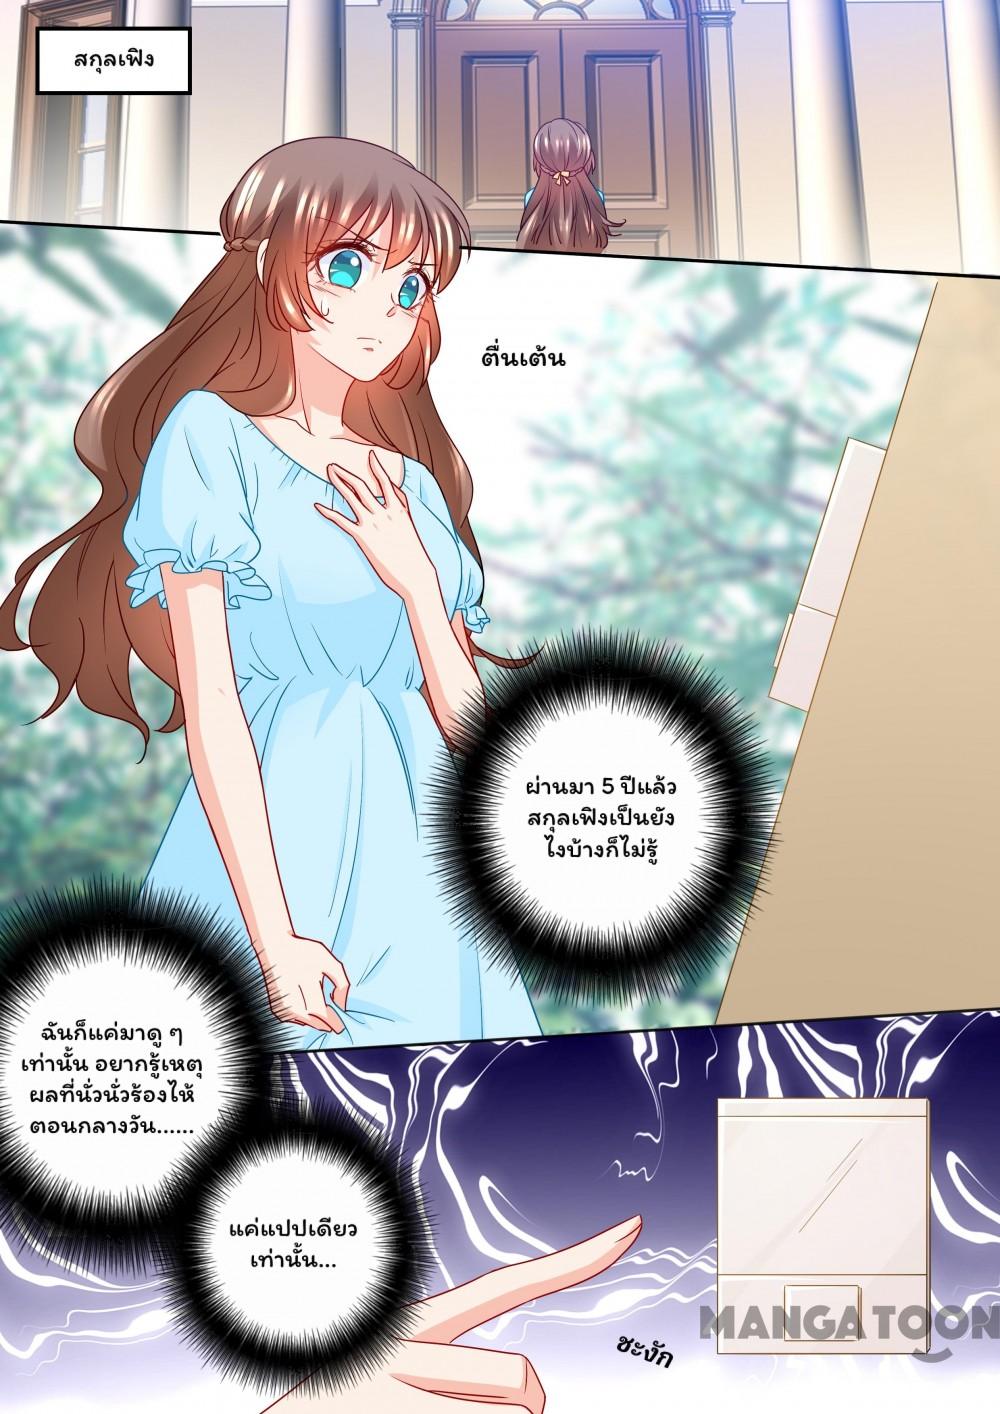 สกุลเฟิง
ตื่นเต้น
ผ่านมา 5 ปีแล้ว
สกุลเฟิงเป็นยัง
ไงบ้างก็ไม่รู้
ฉันก็แค่มาดู ๆ
เท่านั้น อยากรู้เหตุ
ผลที่นั่วนั่วร้องไห้
ตอนกลางวัน......
แค่แปปเดียว
เท่านั้น...
ชะงัก
MANGATOON